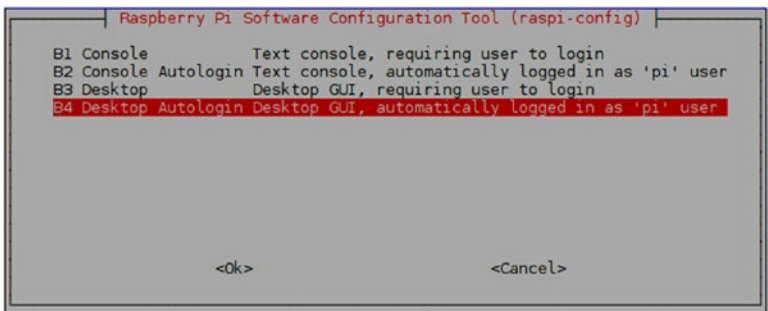 Raspberry Pi Software Configuration Tool (raspi-config)
B1 Console Text console, requiring user to login
B2 Console Autologin Text console, automatically logged in as 'pi' user
B3 Desktop Desktop GUI, requiring user to login
B4 Desktop Autologin Desktop GUI, automatically logged in as 'pi' user
<Ok> <Cancel>